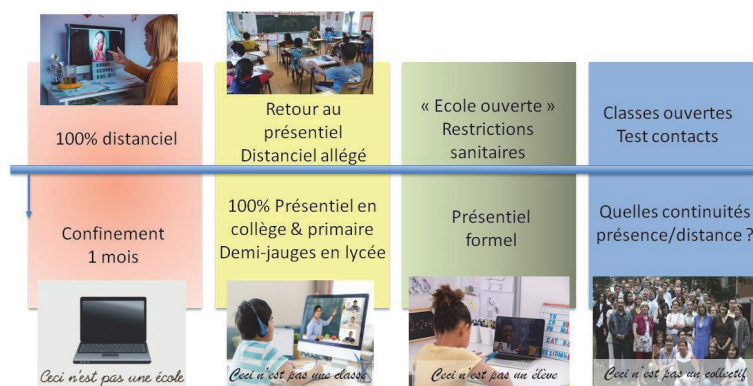 100% distanciel
Confinement
1 mois
Ceci n'est pas une école
Retour au
présentiel
Distanciel allégé
100% Présentiel en
collège & primaire
Demi-jauges en lycée
Ceci n'est pas une classe
« Ecole ouverte »
Restrictions
sanitaires
Présentiel
formel
Ceci n'est pas un élève
Classes ouvertes
Test contacts
Quelles continuités
présence/distance ?
Ceci n'est pas un collectif